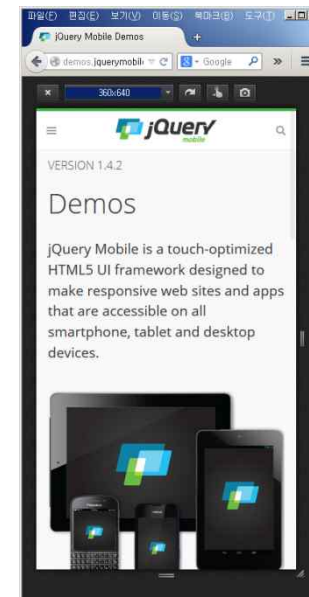 파일(F) 편집(E) 보기(V) 이동(S) 북마크(B) 도구(T)
jQuery Mobile Demos
demos.jquerymobile Google
360x640
jQuery
mobile
VERSION 1.4.2
Demos
jQuery Mobile is a touch-optimized
HTML5 UI framework designed to
make responsive web sites and apps
that are accessible on all
smartphone, tablet and desktop
devices.